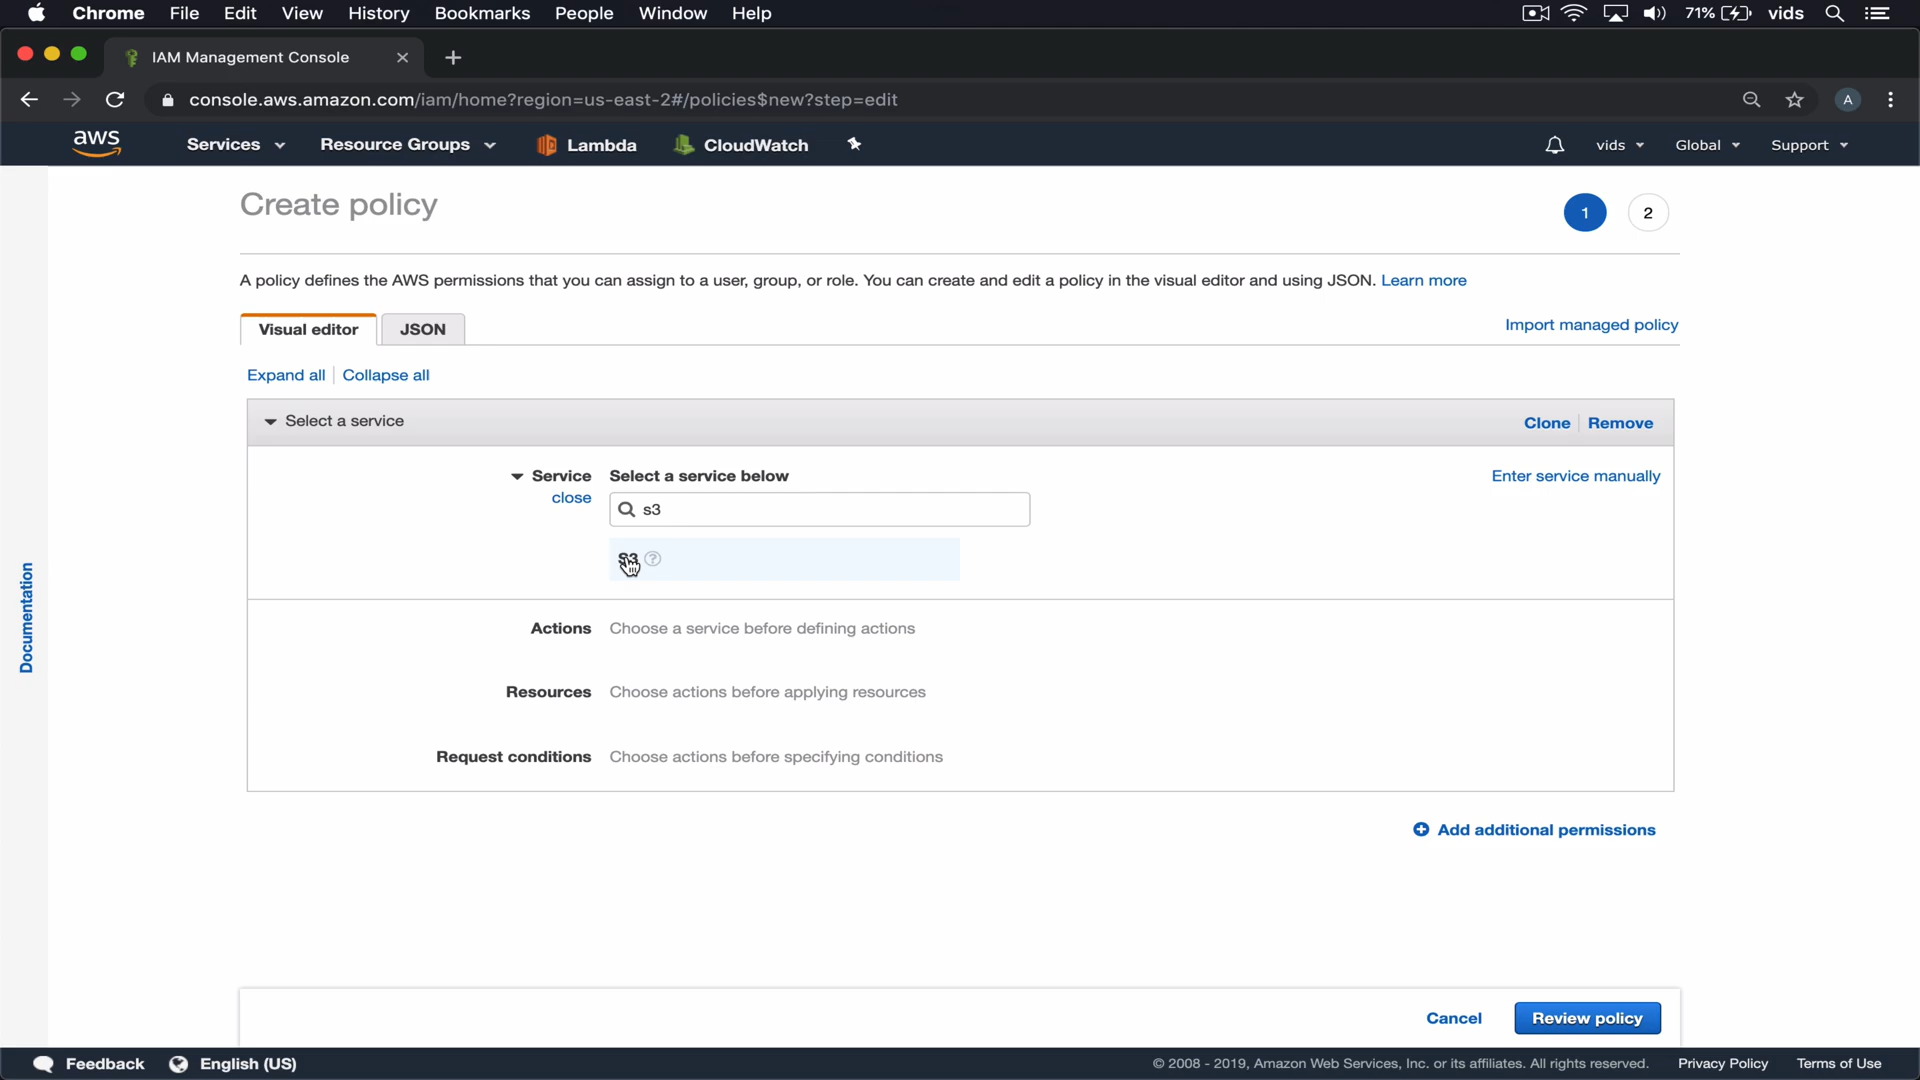 Chrome File Edit View History Bookmarks People Window Help 71% vids
IAM Management Console
console.aws.amazon.com/iam/home?region=us-east-2#/policies$new?step=edit A
aws Services Resource Groups Lambda CloudWatch vids Global Support
Create policy 1 2
A policy defines the AWS permissions that you can assign to a user, group, or role. You can create and edit a policy in the visual editor and using JSON. Learn more
Visual editor JSON Import managed policy
Expand all Collapse all
Select a service Clone Remove
Service Select a service below Enter service manually
close
s3
S3 ?
Actions Choose a service before defining actions
Documentation
Resources Choose actions before applying resources
Request conditions Choose actions before specifying conditions
Add additional permissions
Cancel Review policy
Feedback English (US) © 2008 - 2019, Amazon Web Services, Inc. or its affiliates. All rights reserved. Privacy Policy Terms of Use